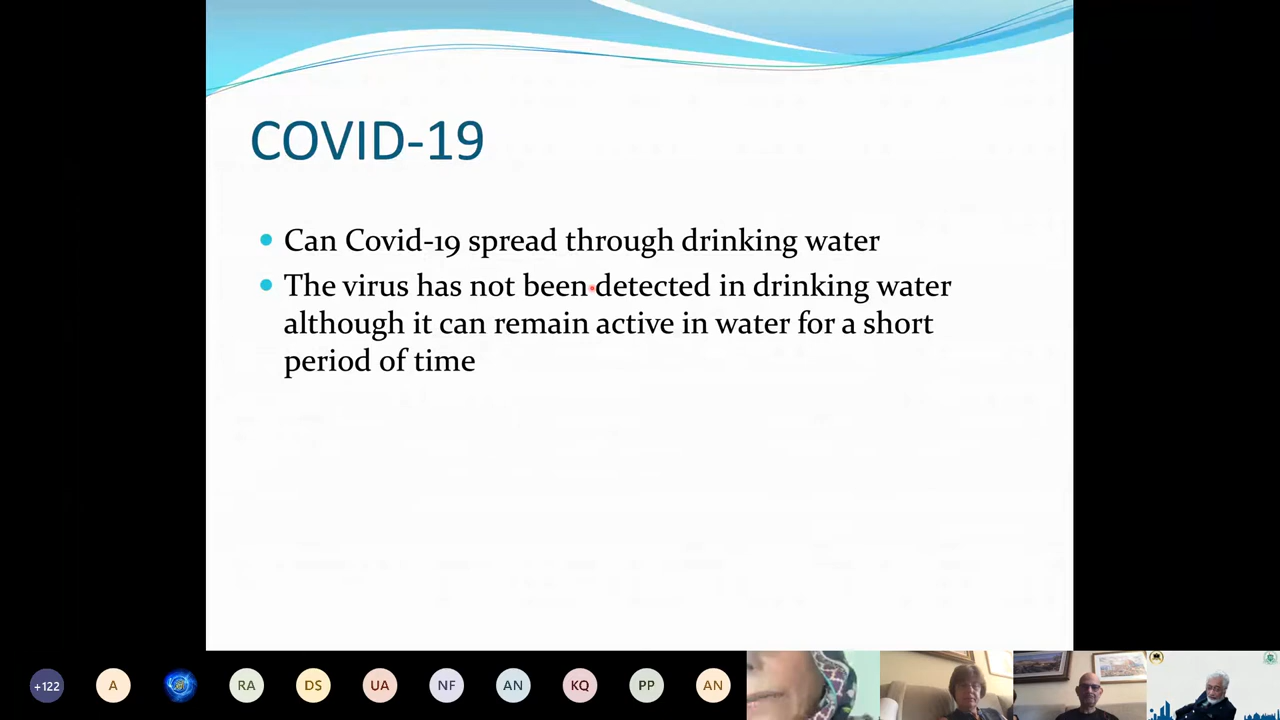 COVID-19
Can Covid-19 spread through drinking water
The virus has not been detected in drinking water
although it can remain active in water for a short
period of time
+122
A
RA
DS
UA
NF
AN
KQ
PP
AN